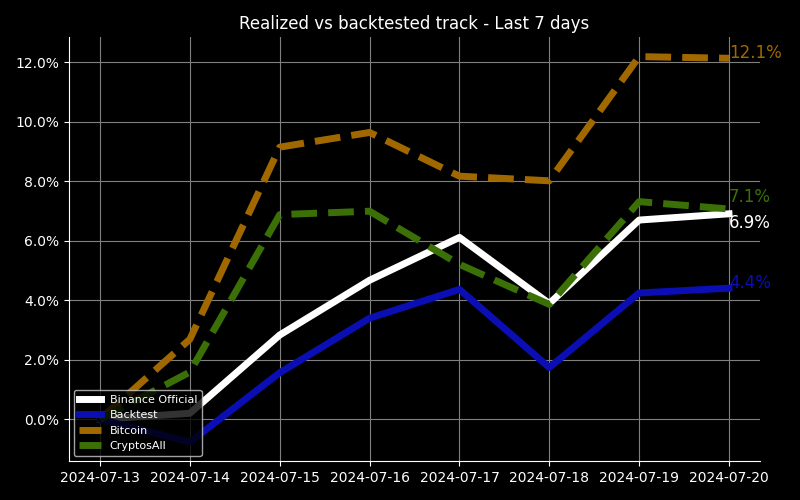 Realized vs backtested track - Last 7 days
12.0%
10.0%
8.0%
6.0%
4.0%
2.0%
0.0%
12.1%
7.1%
6.9%
4.4%
Binance Official
Backtest
Bitcoin
CryptosAll
2024-07-13 2024-07-14 2024-07-15 2024-07-16 2024-07-17 2024-07-18 2024-07-19 2024-07-20